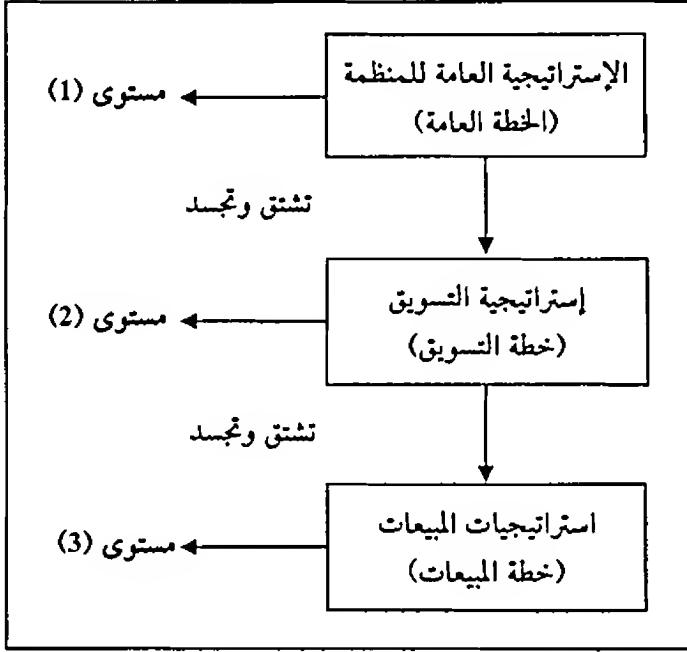 الإستراتيجية العامة للمنظمة
(الخطة العامة)
مستوى (1)
تشتق وتجسد
إستراتيجية التسويق
(خطة التسويق)
مستوى (2)
تشتق وتجسد
استراتيجيات المبيعات
(خطة المبيعات)
مستوى (3)